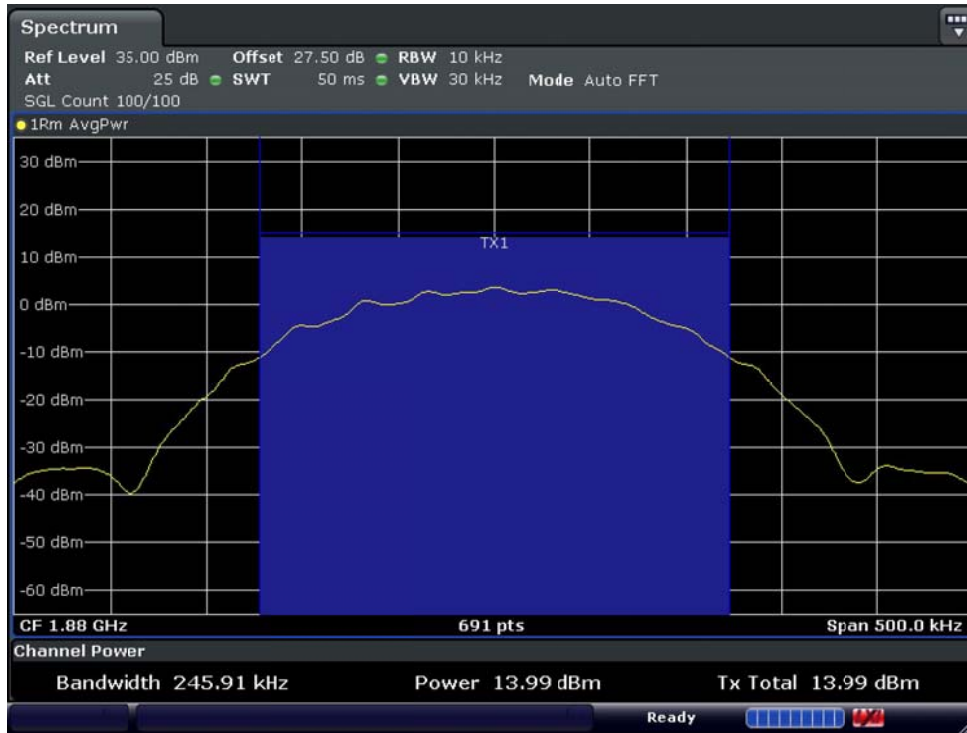 Spectrum
Ref Level 35.00 dBm Offset 27.50 dB RBW 10 kHz
Att 25 dB SWT 50 ms VBW 30 kHz Mode Auto FFT
SGL Count 100/100
1Rm AvgPwr
30 dBm
20 dBm
TX1
10 dBm
0 dBm
-10 dBm
-20 dBm
-30 dBm
-40 dBm
-50 dBm
-60 dBm
CF 1.88 GHz 691 pts Span 500.0 kHz
Channel Power
Bandwidth 245.91 kHz Power 13.99 dBm Tx Total 13.99 dBm
Ready